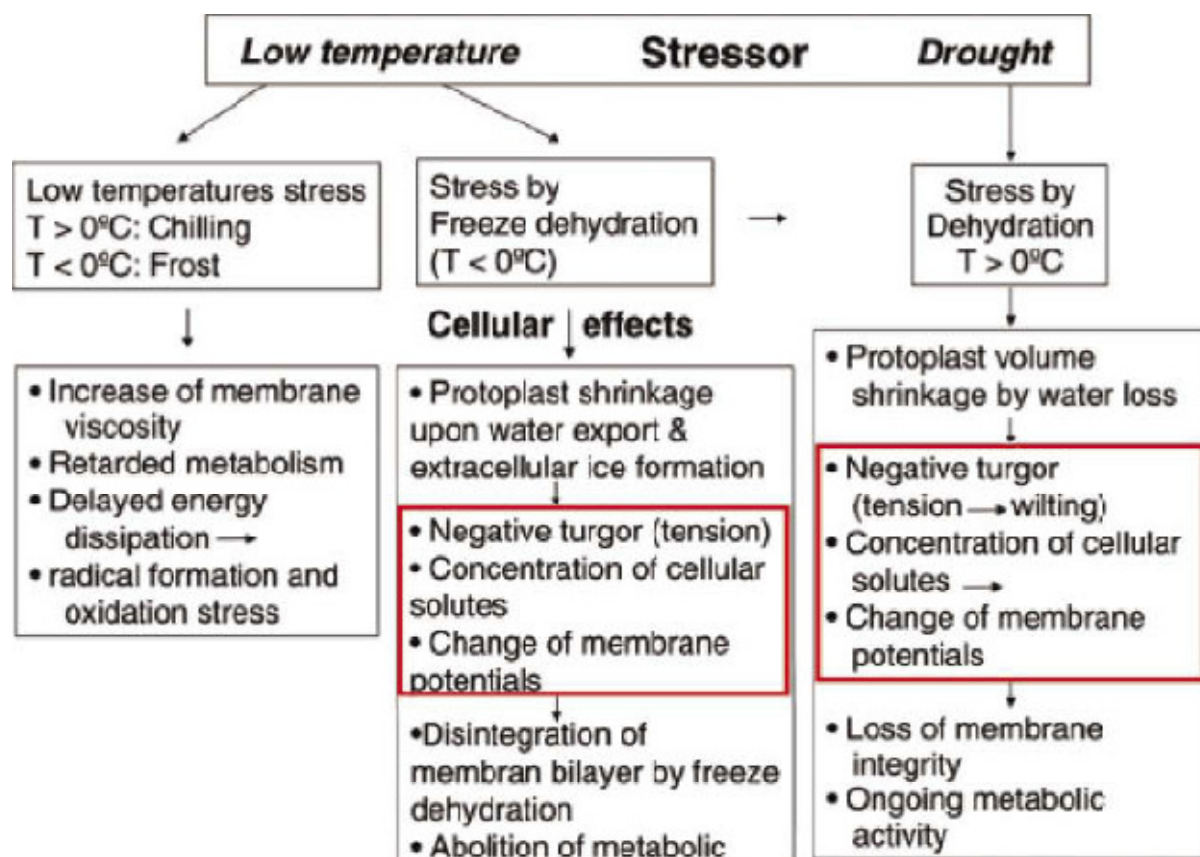 Low temperature Stressor Drought
Low temperatures stress
T > 0ºC: Chilling
T < 0ºC: Frost
Stress by
Freeze dehydration
(T < 0ºC)
Stress by
Dehydration
T > 0ºC
Cellular effects
• Increase of membrane
viscosity
• Retarded metabolism
• Delayed energy
dissipation →
• radical formation and
oxidation stress
• Protoplast shrinkage
upon water export &
extracellular ice formation
• Negative turgor (tension)
• Concentration of cellular
solutes
• Change of membrane
potentials
•Disintegration of
membran bilayer by freeze
dehydration
• Abolition of metabolic
• Protoplast volume
shrinkage by water loss
• Negative turgor
(tension → wilting)
• Concentration of cellular
solutes →
• Change of membrane
potentials
• Loss of membrane
integrity
• Ongoing metabolic
activity